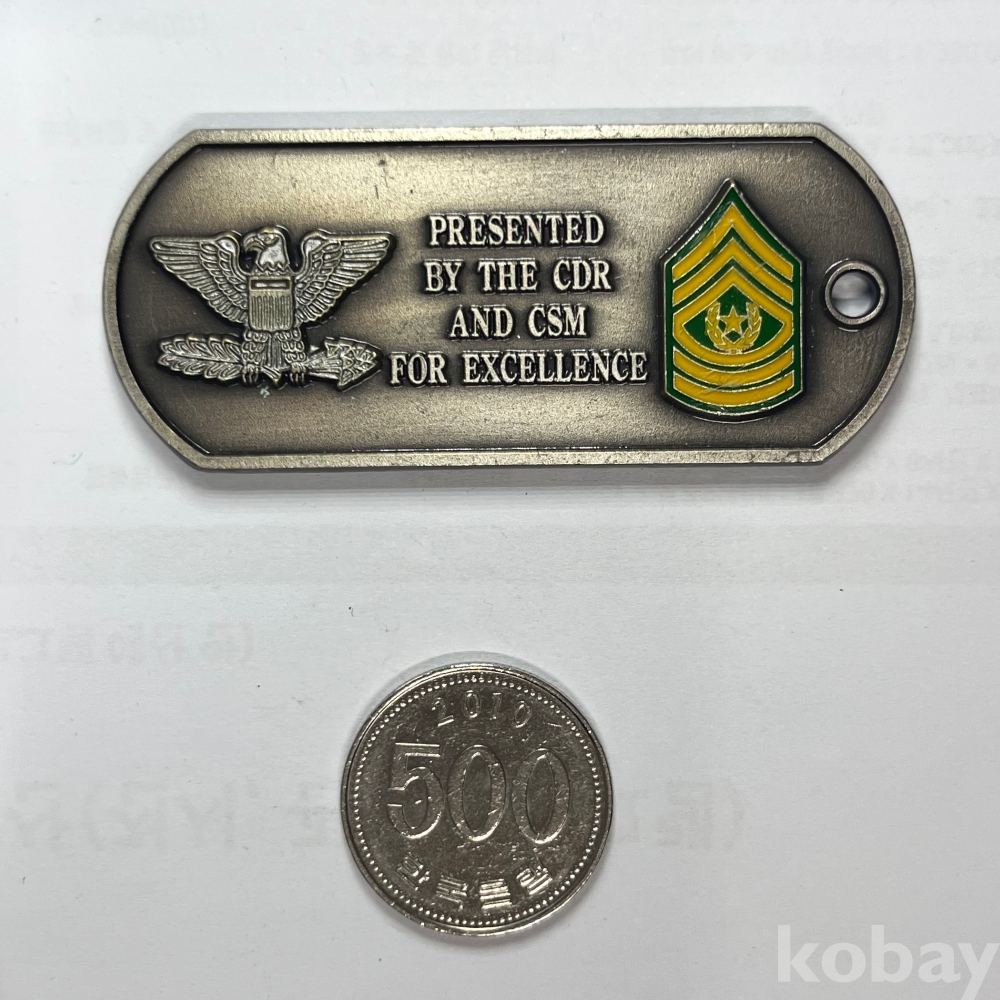 PRESENTED
BY THE CDR
AND CSM
FOR EXCELLENCE
2010
500
한국은행
kobay